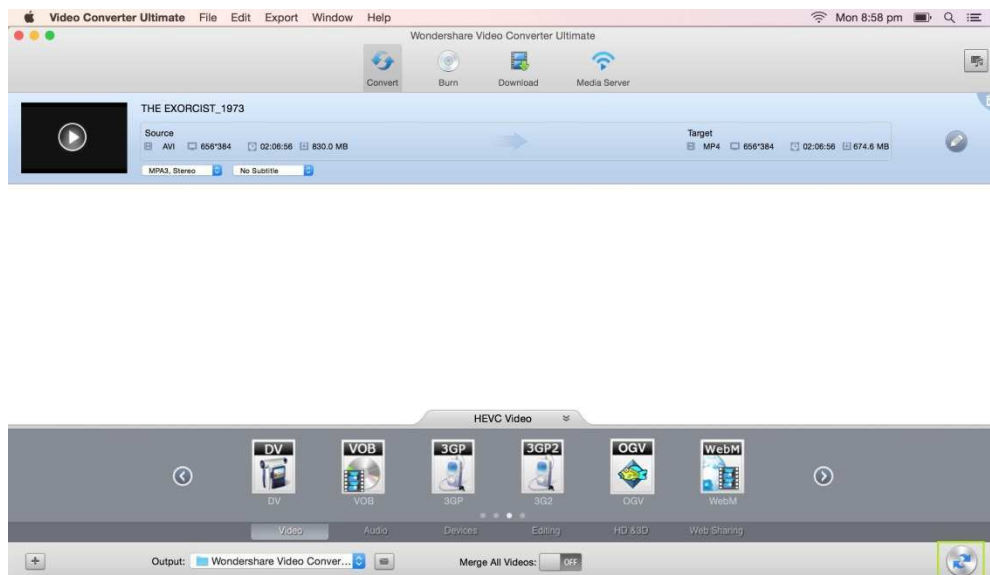 Video Converter Ultimate File Edit Export Window Help Mon 8:58 pm
Wondershare Video Converter Ultimate
Convert Burn Download Media Server
THE EXORCIST_1973
Source Target
AVI 656*384 02:06:56 830.0 MB MP4 656*384 02:06:56 674.6 MB
MPA3, Stereo No Subtitle
HEVC Video
DV VOB 3GP 3GP2 OGV WebM
DV VOB 3GP 3G2 OGV WebM
Video Audio Devices Editing HD &3D Web Sharing
Output: Wondershare Video Conver... Merge All Videos: OFF